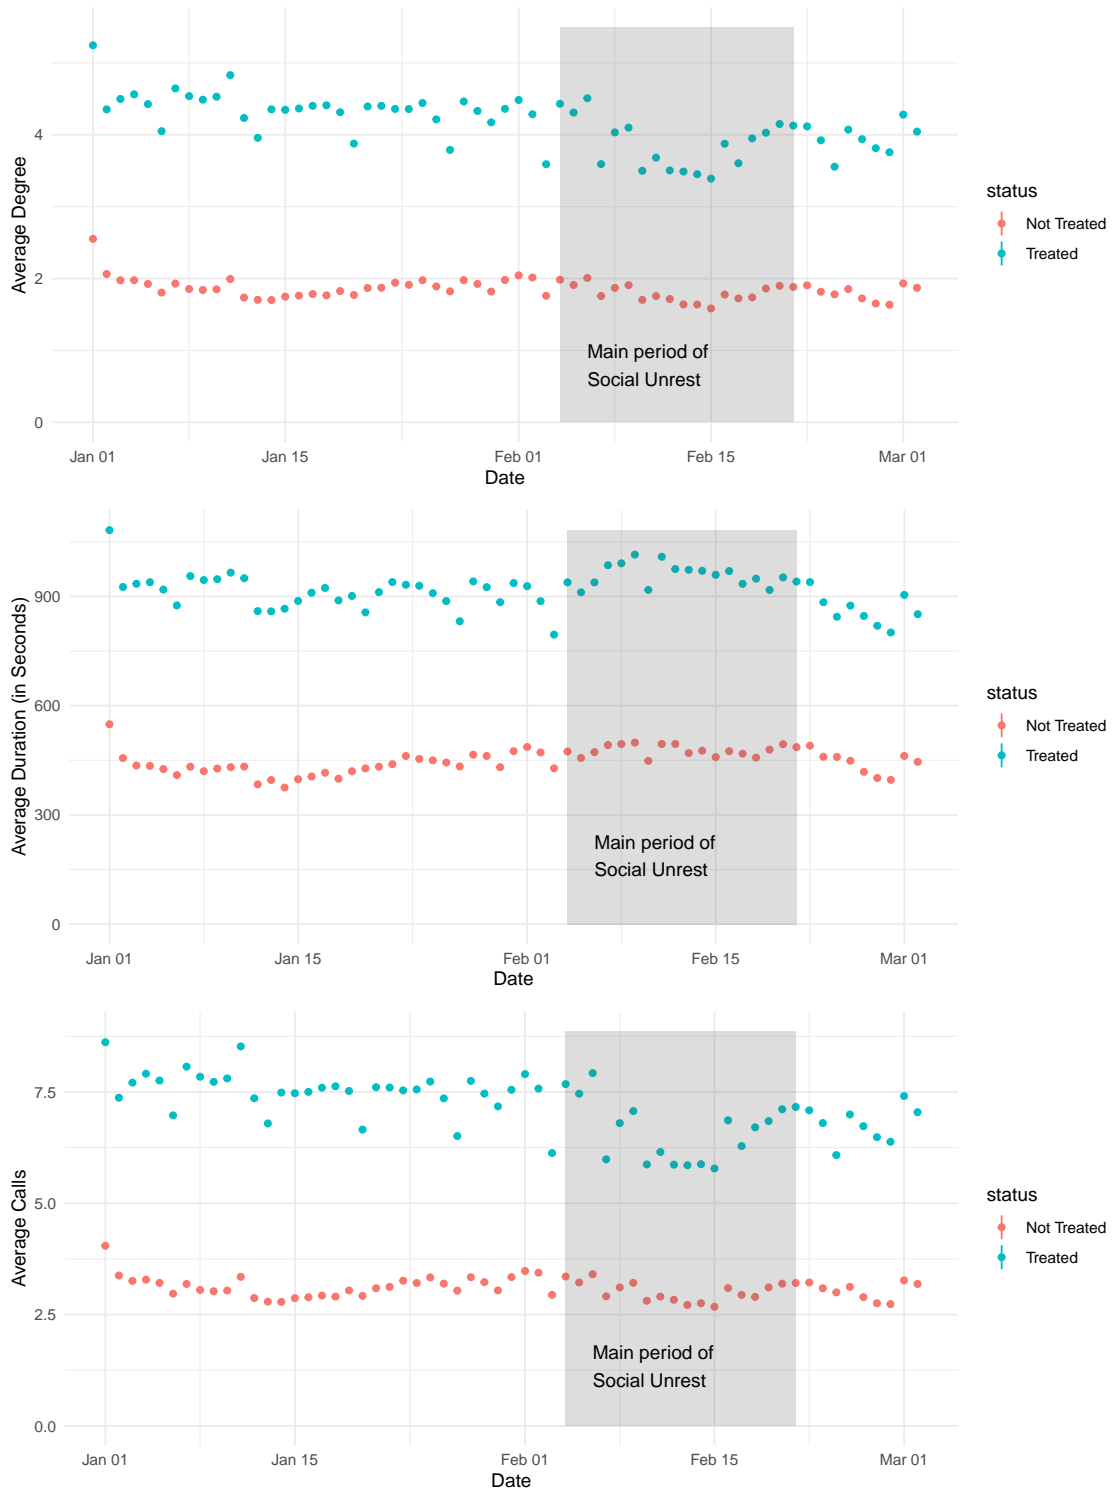 Average Degree
4
2
0
Main period of
Social Unrest
Jan 01
Jan 15
Feb 01
Feb 15
Mar 01
Date
status
Not Treated
Treated
Average Duration (in Seconds)
900
600
300
0
Main period of
Social Unrest
Jan 01
Jan 15
Feb 01
Feb 15
Mar 01
Date
status
Not Treated
Treated
Average Calls
7.5
5.0
2.5
0.0
Main period of
Social Unrest
Jan 01
Jan 15
Feb 01
Feb 15
Mar 01
Date
status
Not Treated
Treated